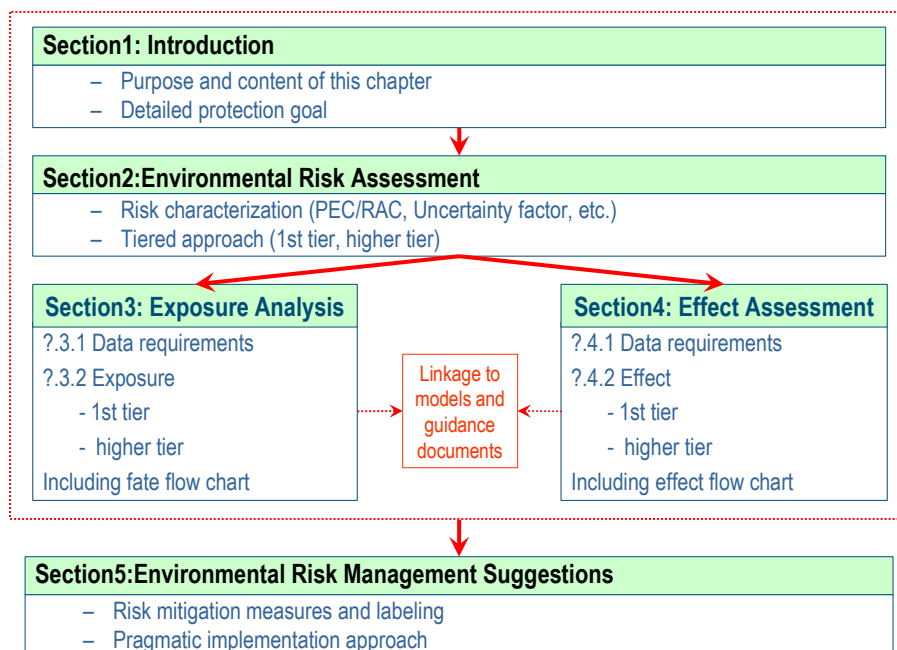 Section1: Introduction
– Purpose and content of this chapter
– Detailed protection goal
Section2:Environmental Risk Assessment
– Risk characterization (PEC/RAC, Uncertainty factor, etc.)
– Tiered approach (1st tier, higher tier)
Section3: Exposure Analysis
?.3.1 Data requirements
?.3.2 Exposure
- 1st tier
- higher tier
Including fate flow chart
Linkage to
models and
guidance
documents
Section4: Effect Assessment
?.4.1 Data requirements
?.4.2 Effect
- 1st tier
- higher tier
Including effect flow chart
Section5:Environmental Risk Management Suggestions
– Risk mitigation measures and labeling
– Pragmatic implementation approach